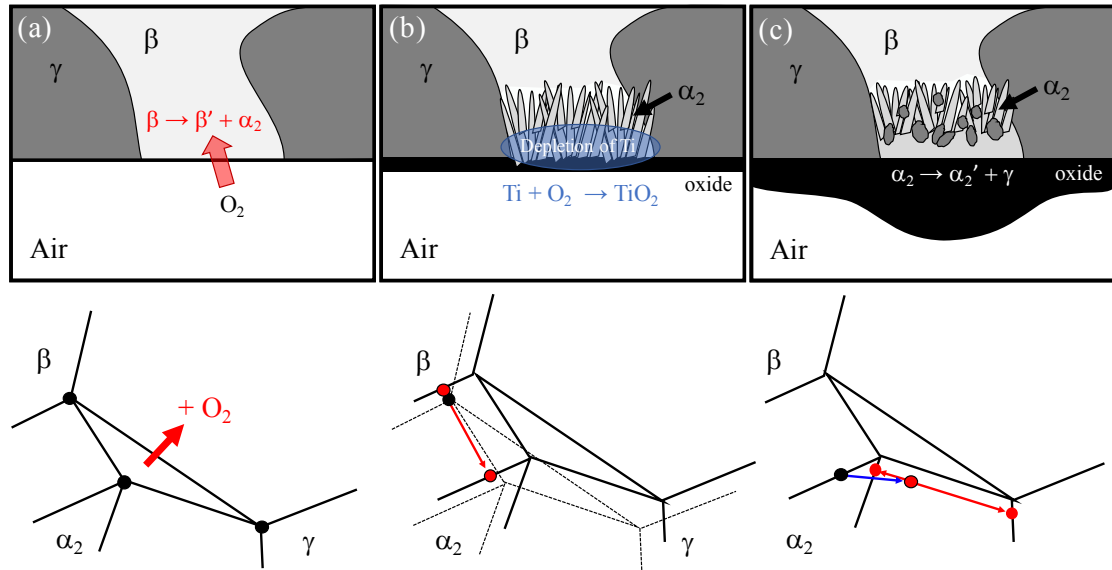 (a)
β
γ
β → β′ + α₂
O₂
Air
(b)
β
γ
α₂
Depletion of Ti
oxide
Ti + O₂ → TiO₂
Air
(c)
β
γ
α₂
α₂ → α₂′ + γ
oxide
Air
β
+ O₂
α₂
γ
β
α₂
γ
β
α₂
γ